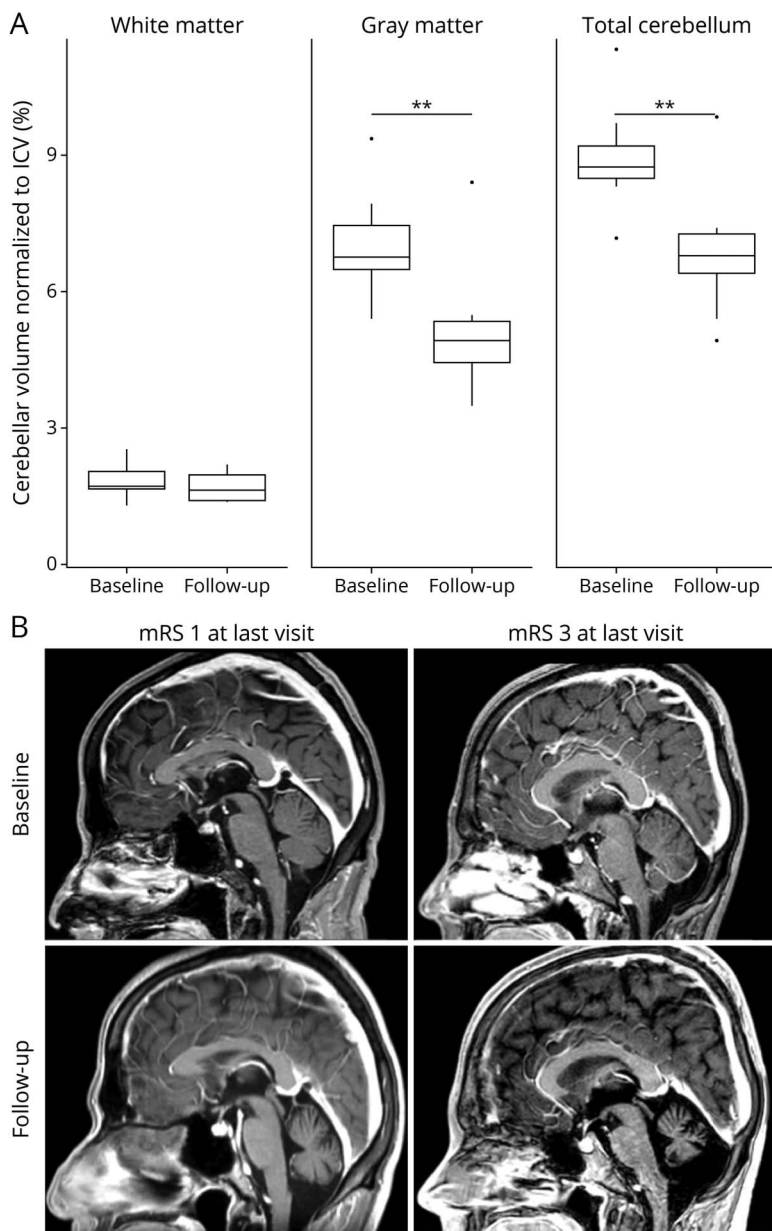 A
White matter
Gray matter
Total cerebellum
Cerebellar volume normalized to ICV (%)
9
6
3
0
**
**
Baseline
Follow-up
Baseline
Follow-up
Baseline
Follow-up
B
mRS 1 at last visit
mRS 3 at last visit
Baseline
Follow-up